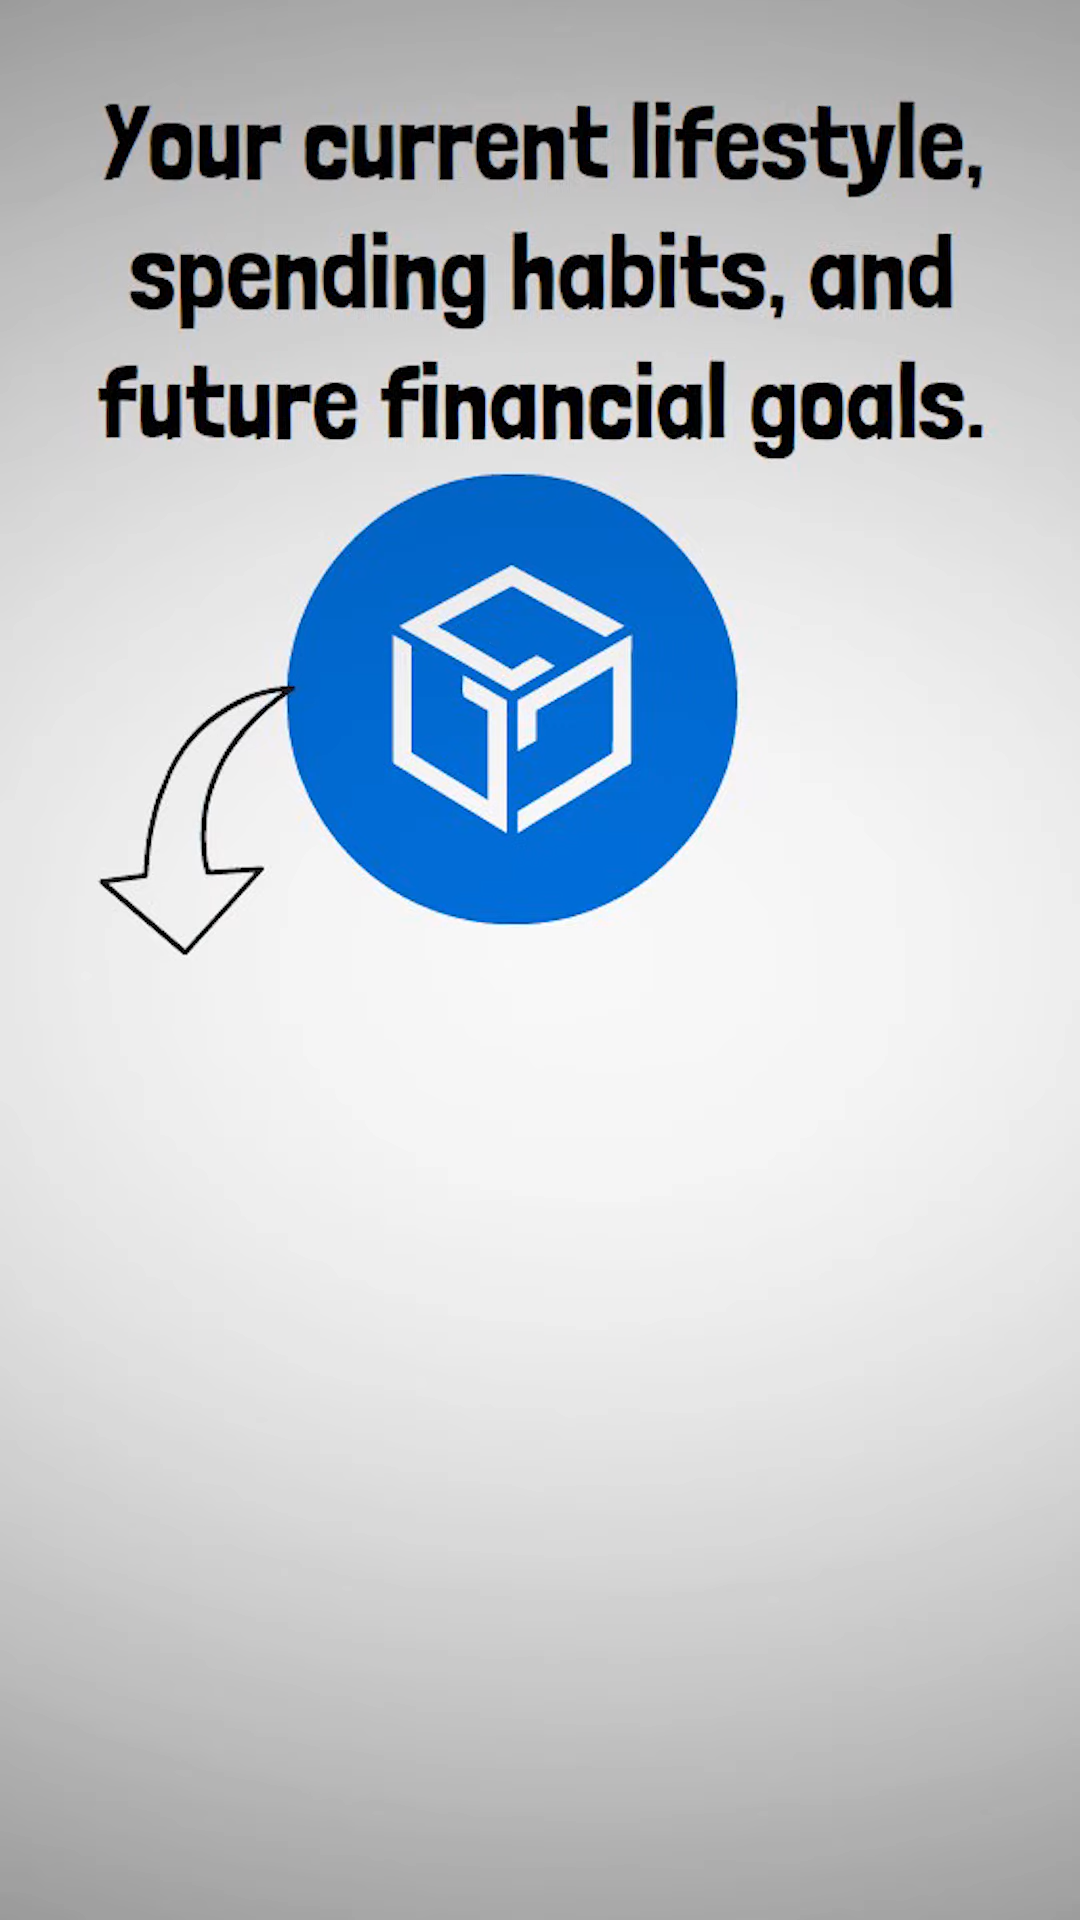 Your current lifestyle,
spending habits, and
future financial goals.